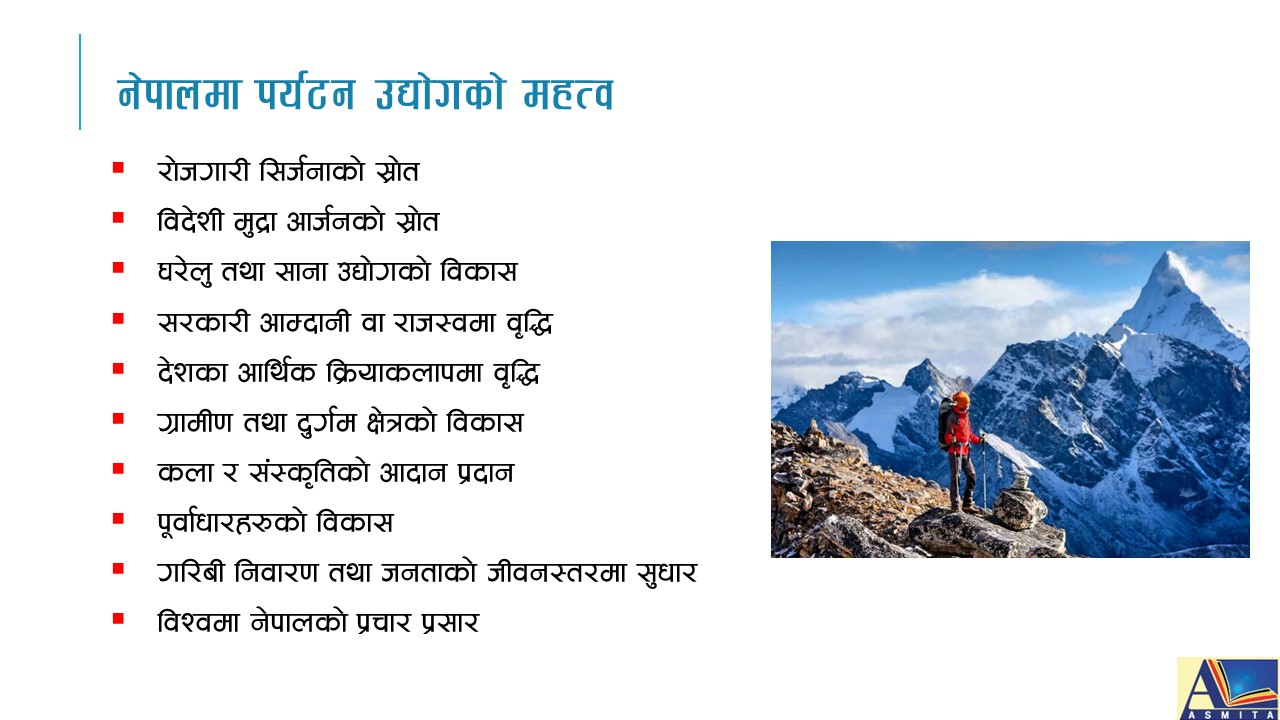 नेपालमा पर्यटन उद्योगको महत्व
रोजगारी सिर्जनाको स्रोत
विदेशी मुद्रा आर्जनको स्रोत
घरेलु तथा साना उद्योगको विकास
सरकारी आम्दानी वा राजस्वमा वृद्धि
देशका आर्थिक क्रियाकलापमा वृद्धि
ग्रामीण तथा दुर्गम क्षेत्रको विकास
कला र संस्कृतिको आदान प्रदान
पूर्वाधारहरुको विकास
गरिबी निवारण तथा जनताको जीवनस्तरमा सुधार
विश्वमा नेपालको प्रचार प्रसार
ASMITA